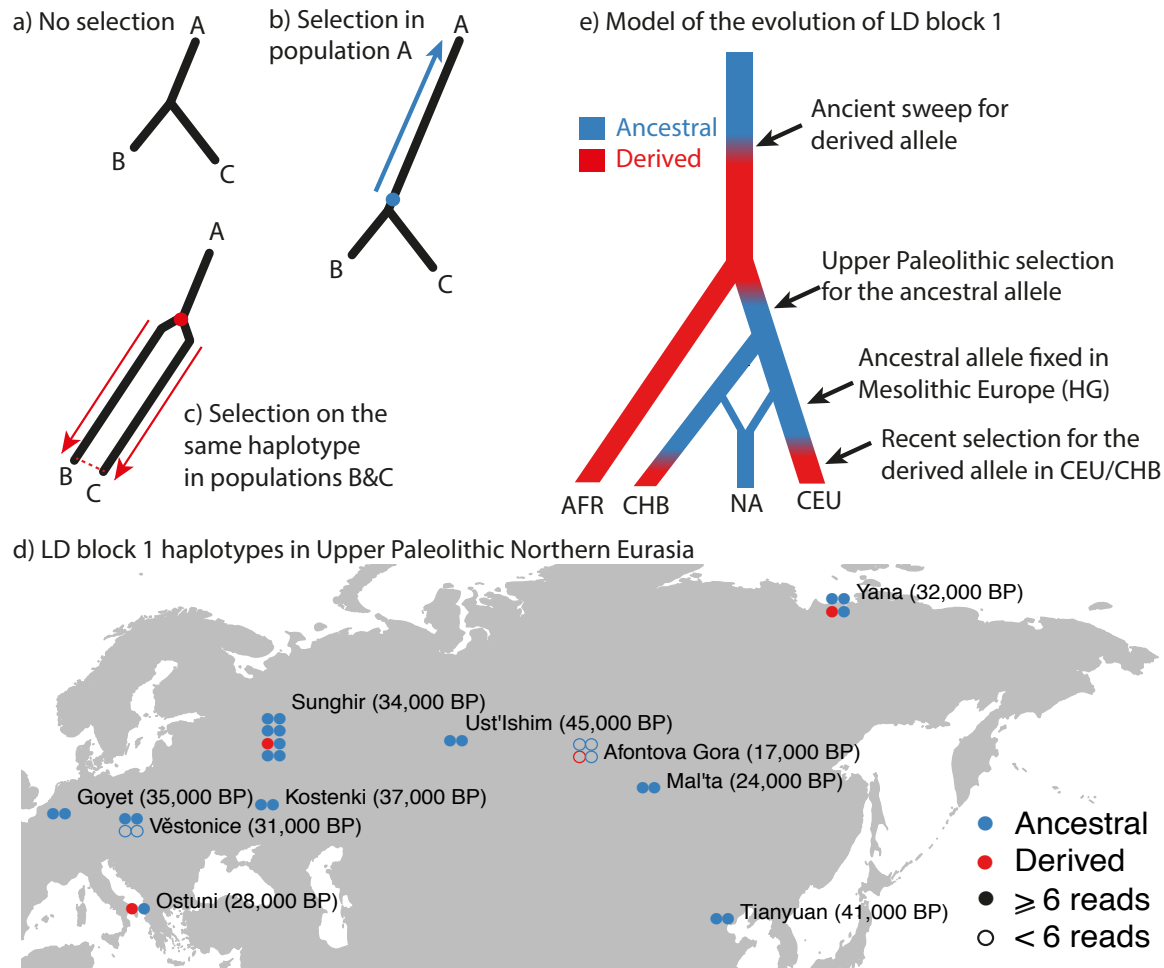 a) No selection
A
B
C
b) Selection in
population A
A
B
C
A
c) Selection on the
same haplotype
in populations B&C
B
C
e) Model of the evolution of LD block 1
Ancestral
Derived
Ancient sweep for
derived allele
Upper Paleolithic selection
for the ancestral allele
Ancestral allele fixed in
Mesolithic Europe (HG)
Recent selection for the
derived allele in CEU/CHB
AFR
CHB
NA
CEU
d) LD block 1 haplotypes in Upper Paleolithic Northern Eurasia
Yana (32,000 BP)
Sunghir (34,000 BP)
Ust'Ishim (45,000 BP)
Afontova Gora (17,000 BP)
Mal'ta (24,000 BP)
Goyet (35,000 BP)
Kostenki (37,000 BP)
Věstonice (31,000 BP)
Ostuni (28,000 BP)
Tianyuan (41,000 BP)
Ancestral
Derived
⩾ 6 reads
< 6 reads